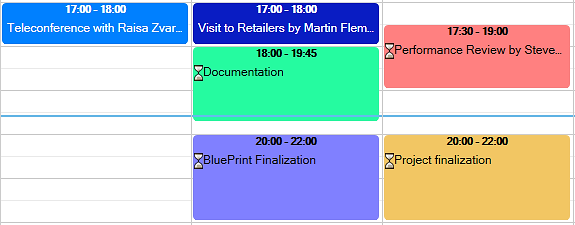 17:00 - 18:00
Teleconference with Raisa Zvar...
17:00 - 18:00
Visit to Retailers by Martin Flem...
18:00 - 19:45
Documentation
20:00 - 22:00
BluePrint Finalization
17:30 - 19:00
Performance Review by Steve...
20:00 - 22:00
Project finalization